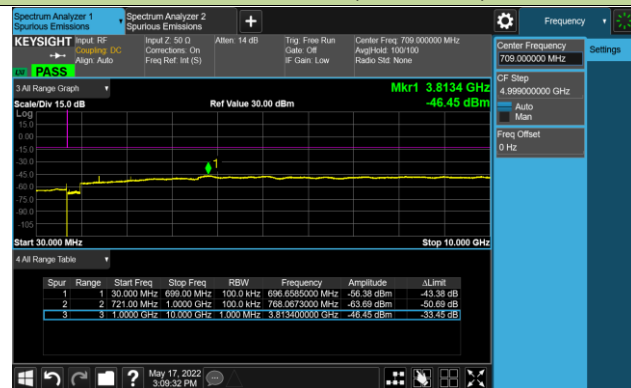 Spectrum Analyzer 1
Spurious Emissions
Spectrum Analyzer 2
Spurious Emissions
+
Frequency
KEYSIGHT
Input: RF
Coupling: DC
Align: Auto
Input Z: 50 Ω
Corrections: On
Freq Ref: Int (S)
Atten: 14 dB
Trig: Free Run
Gate: Off
IF Gain: Low
Center Freq: 709.000000 MHz
Avg|Hold: 100/100
Radio Std: None
LW
PASS
Center Frequency
709.000000 MHz
Settings
CF Step
4.999000000 GHz
Auto
Man
Freq Offset
0 Hz
3 All Range Graph
Mkr1 3.8134 GHz
Scale/Div 15.0 dB
Ref Value 30.00 dBm
-46.45 dBm
Log
15.0
0.00
-15.0
-30.0
-45.0
-60.0
-75.0
-90.0
-105
1
Start 30.000 MHz
Stop 10.000 GHz
4 All Range Table
Spur Range Start Freq Stop Freq RBW Frequency Amplitude ΔLimit
1 1 30.000 MHz 699.00 MHz 100.0 kHz 696.6585000 MHz -56.38 dBm -43.38 dB
2 2 721.00 MHz 1.0000 GHz 100.0 kHz 768.0673000 MHz -63.69 dBm -50.69 dB
3 3 1.0000 GHz 10.000 GHz 1.000 MHz 3.813400000 GHz -46.45 dBm -33.45 dB
?
May 17, 2022
3:09:32 PM